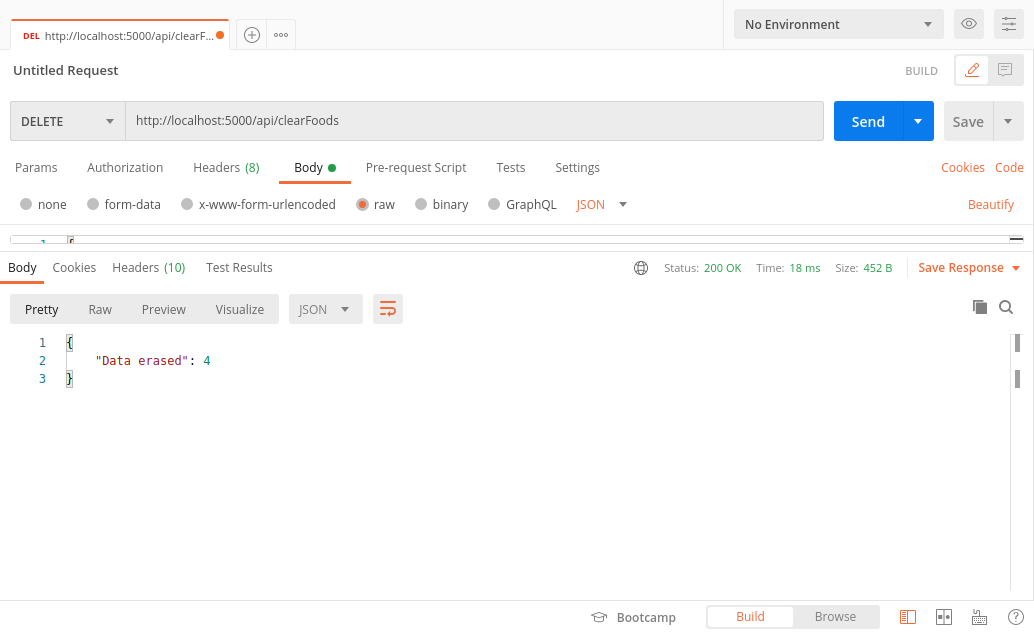 DEL http://localhost:5000/api/clearF...
No Environment
Untitled Request
BUILD
DELETE http://localhost:5000/api/clearFoods Send Save
Params Authorization Headers (8) Body Pre-request Script Tests Settings Cookies Code
none form-data x-www-form-urlencoded raw binary GraphQL JSON Beautify
Body Cookies Headers (10) Test Results Status: 200 OK Time: 18 ms Size: 452 B Save Response
Pretty Raw Preview Visualize JSON
1 {
2 "Data erased": 4
3 }
Bootcamp Build Browse